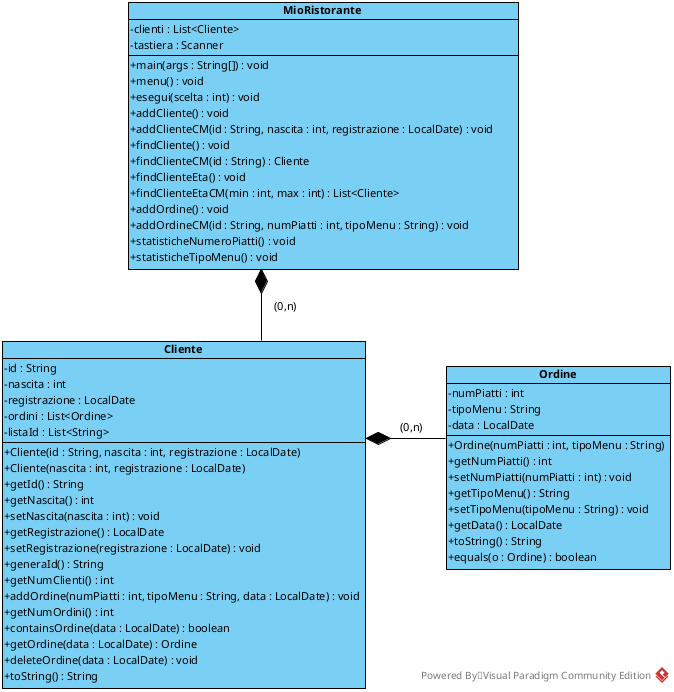 MioRistorante
-clienti : List<Cliente>
-tastiera : Scanner
+main(args : String[]) : void
+menu() : void
+esegui(scelta : int) : void
+addCliente() : void
+addClienteCM(id : String, nascita : int, registrazione : LocalDate) : void
+findCliente() : void
+findClienteCM(id : String) : Cliente
+findClienteEta() : void
+findClienteEtaCM(min : int, max : int) : List<Cliente>
+addOrdine() : void
+addOrdineCM(id : String, numPiatti : int, tipoMenu : String) : void
+statisticheNumeroPiatti() : void
+statisticheTipoMenu() : void
(0,n)
Cliente
-id : String
-nascita : int
-registrazione : LocalDate
-ordini : List<Ordine>
-listaId : List<String>
+Cliente(id : String, nascita : int, registrazione : LocalDate)
+Cliente(nascita : int, registrazione : LocalDate)
+getId() : String
+getNascita() : int
+setNascita(nascita : int) : void
+getRegistrazione() : LocalDate
+setRegistrazione(registrazione : LocalDate) : void
+generaId() : String
+getNumClienti() : int
+addOrdine(numPiatti : int, tipoMenu : String, data : LocalDate) : void
+getNumOrdini() : int
+containsOrdine(data : LocalDate) : boolean
+getOrdine(data : LocalDate) : Ordine
+deleteOrdine(data : LocalDate) : void
+toString() : String
(0,n)
Ordine
-numPiatti : int
-tipoMenu : String
-data : LocalDate
+Ordine(numPiatti : int, tipoMenu : String)
+getNumPiatti() : int
+setNumPiatti(numPiatti : int) : void
+getTipoMenu() : String
+setTipoMenu(tipoMenu : String) : void
+getData() : LocalDate
+toString() : String
+equals(o : Ordine) : boolean
Powered By Visual Paradigm Community Edition